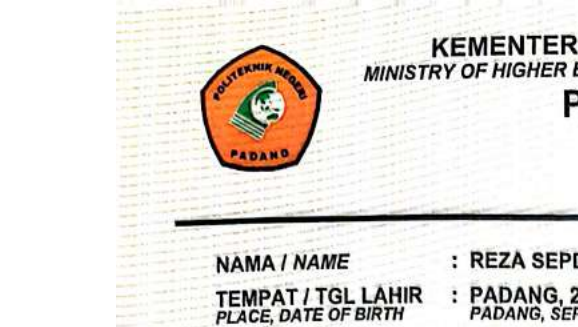 POLITEKNIK NEGERI
PADANG
KEMENTER
MINISTRY OF HIGHER E
P
NAMA / NAME : REZA SEPD
TEMPAT / TGL LAHIR : PADANG, 2
PLACE, DATE OF BIRTH PADANG, SEP